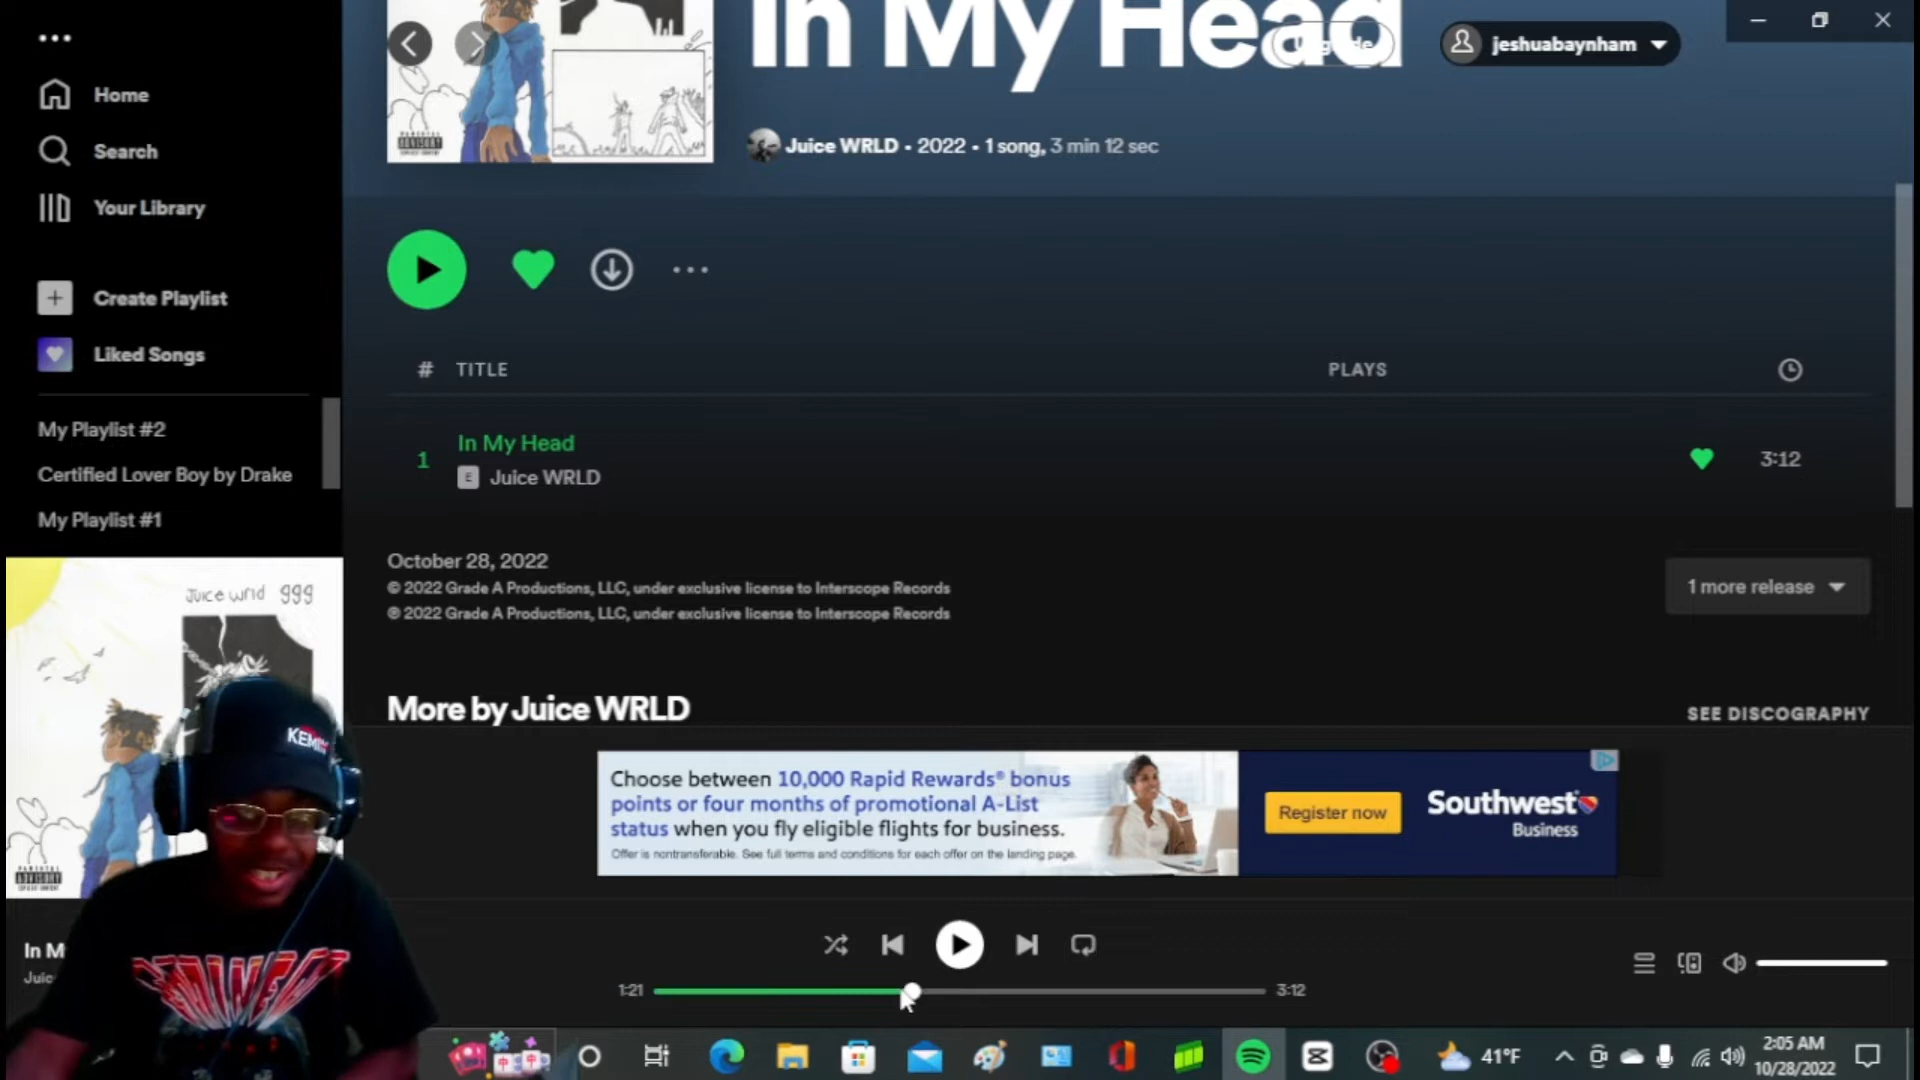 In My Head
jeshuabaynham
Home
Juice WRLD • 2022 • 1 song, 3 min 12 sec
Search
Your Library
Create Playlist
Liked Songs
# TITLE PLAYS
My Playlist #2
In My Head
1 3:12
Certified Lover Boy by Drake
E Juice WRLD
My Playlist #1
October 28, 2022
© 2022 Grade A Productions, LLC, under exclusive license to Interscope Records
1 more release
℗ 2022 Grade A Productions, LLC, under exclusive license to Interscope Records
Juice wrld 999
More by Juice WRLD
SEE DISCOGRAPHY
Choose between 10,000 Rapid Rewards® bonus
points or four months of promotional A-List
status when you fly eligible flights for business.
Offer is nontransferable. See full terms and conditions for each offer on the landing page.
Register now
Southwest
Business
PARENTAL
ADVISORY
EXPLICIT CONTENT
In M
Juic
1:21 3:12
41°F
2:05 AM
10/28/2022